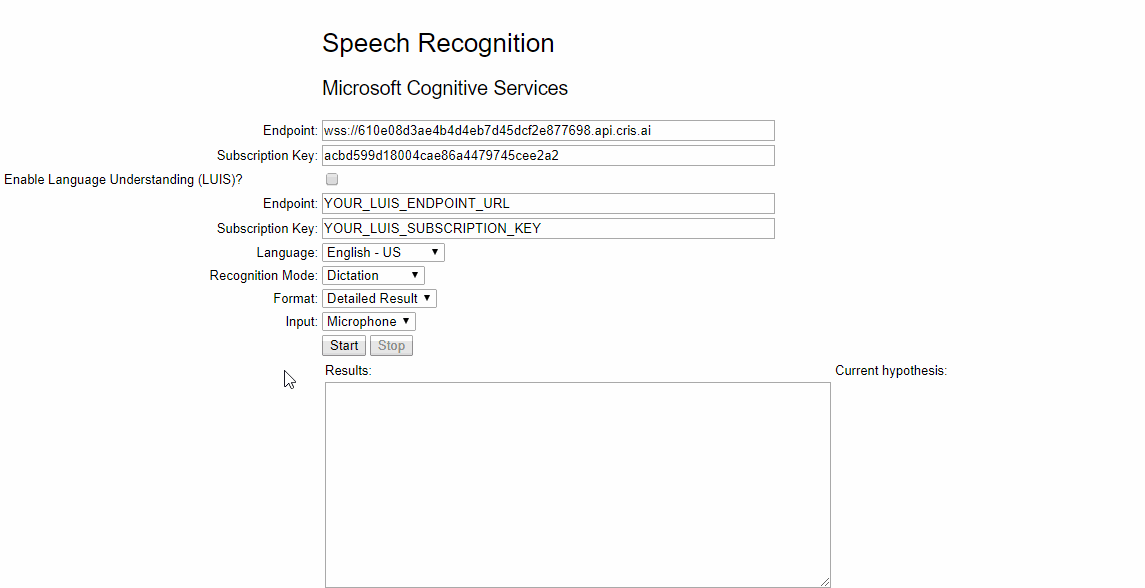 Speech Recognition
Microsoft Cognitive Services
Endpoint: wss://610e08d3ae4b4d4eb7d45dcf2e877698.api.cris.ai
Subscription Key: acbd599d18004cae86a4479745cee2a2
Enable Language Understanding (LUIS)?
Endpoint: YOUR_LUIS_ENDPOINT_URL
Subscription Key: YOUR_LUIS_SUBSCRIPTION_KEY
Language: English - US
Recognition Mode: Dictation
Format: Detailed Result
Input: Microphone
Start Stop
Results: Current hypothesis: